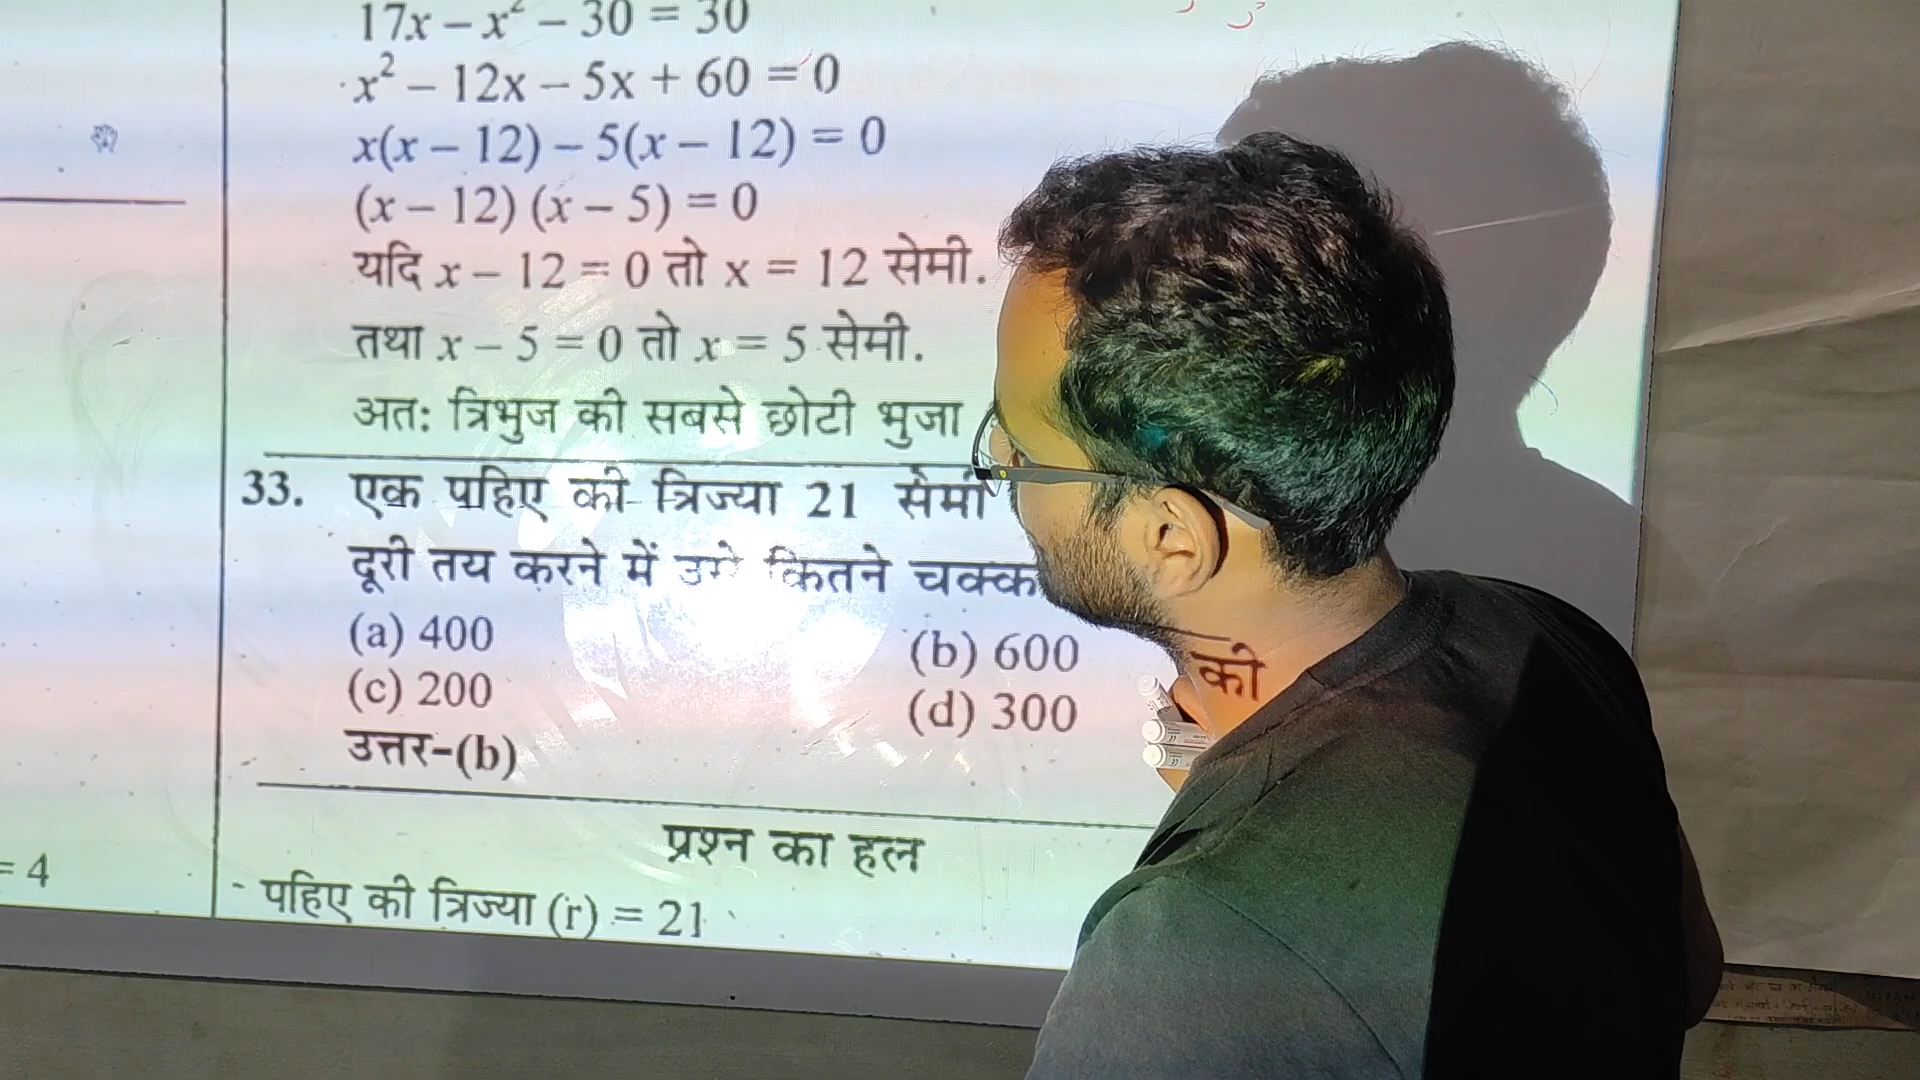 17x – x² – 30 = 30
x² – 12x – 5x + 60 = 0
x(x – 12) – 5(x – 12) = 0
(x – 12) (x – 5) = 0
यदि x – 12 = 0 तो x = 12 सेमी.
तथा x – 5 = 0 तो x = 5 सेमी.
अत: त्रिभुज की सबसे छोटी भुजा
33. एक पहिए की त्रिज्या 21 सेमी
दूरी तय करने में उसे कितने
(a) 400 (b) 600
की
(c) 200 (d) 300
उत्तर-(b)
प्रश्न का हल
= 4
पहिए की त्रिज्या (r) = 21